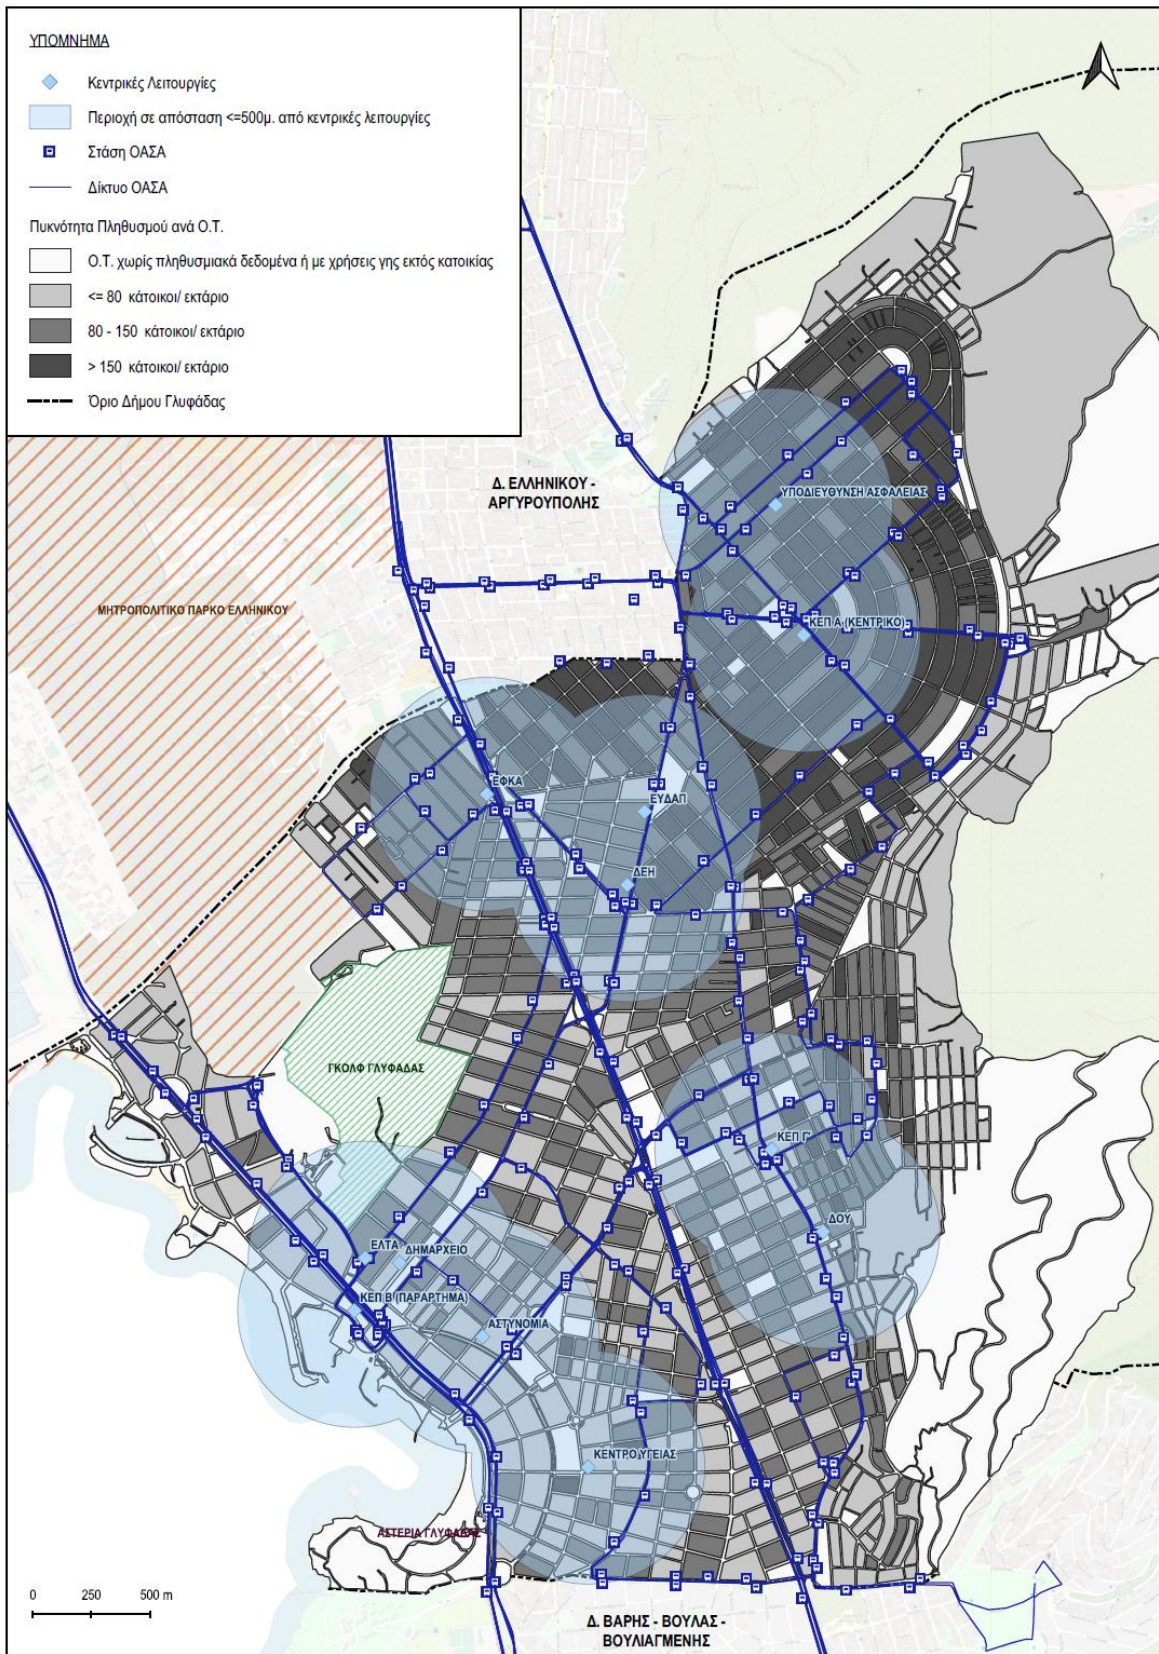 ΥΠΟΜΝΗΜΑ
Κεντρικές Λειτουργίες
Περιοχή σε απόσταση <=500μ. από κεντρικές λειτουργίες
Στάση ΟΑΣΑ
Δίκτυο ΟΑΣΑ
Πυκνότητα Πληθυσμού ανά Ο.Τ.
Ο.Τ. χωρίς πληθυσμιακά δεδομένα ή με χρήσεις γης εκτός κατοικίας
<= 80 κάτοικοι/ εκτάριο
80 - 150 κάτοικοι/ εκτάριο
> 150 κάτοικοι/ εκτάριο
Όριο Δήμου Γλυφάδας
Δ. ΕΛΛΗΝΙΚΟΥ -
ΑΡΓΥΡΟΥΠΟΛΗΣ
ΥΠΟΔΙΕΥΘΥΝΣΗ ΑΣΦΑΛΕΙΑΣ
ΜΗΤΡΟΠΟΛΙΤΙΚΟ ΠΑΡΚΟ ΕΛΛΗΝΙΚΟΥ
ΚΕΠ Α (ΚΕΝΤΡΙΚΟ)
ΕΦΚΑ
ΕΥΔΑΠ
ΔΕΗ
ΓΚΟΛΦ ΓΛΥΦΑΔΑΣ
ΚΕΠ Γ'
ΔΟΥ
ΕΛΤΑ
ΔΗΜΑΡΧΕΙΟ
ΚΕΠ Β (ΠΑΡΑΡΤΗΜΑ)
ΑΣΤΥΝΟΜΙΑ
ΚΕΝΤΡΟ ΥΓΕΙΑΣ
ΑΣΤΕΡΙΑ ΓΛΥΦΑΔΑΣ
0 250 500 m
Δ. ΒΑΡΗΣ - ΒΟΥΛΑΣ -
ΒΟΥΛΙΑΓΜΕΝΗΣ